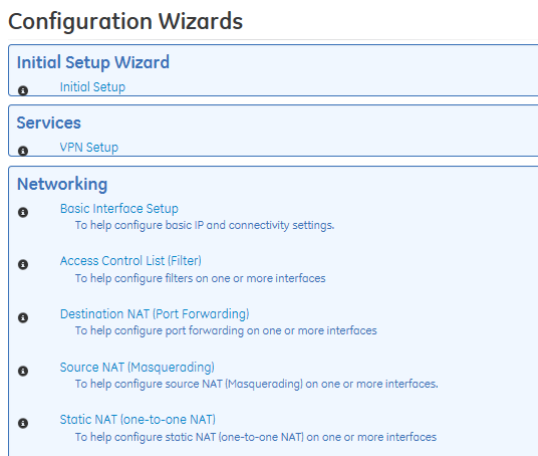 Configuration Wizards
Initial Setup Wizard
Initial Setup
Services
VPN Setup
Networking
Basic Interface Setup
To help configure basic IP and connectivity settings.
Access Control List (Filter)
To help configure filters on one or more interfaces
Destination NAT (Port Forwarding)
To help configure port forwarding on one or more interfaces
Source NAT (Masquerading)
To help configure source NAT (Masquerading) on one or more interfaces.
Static NAT (one-to-one NAT)
To help configure static NAT (one-to-one NAT) on one or more interfaces